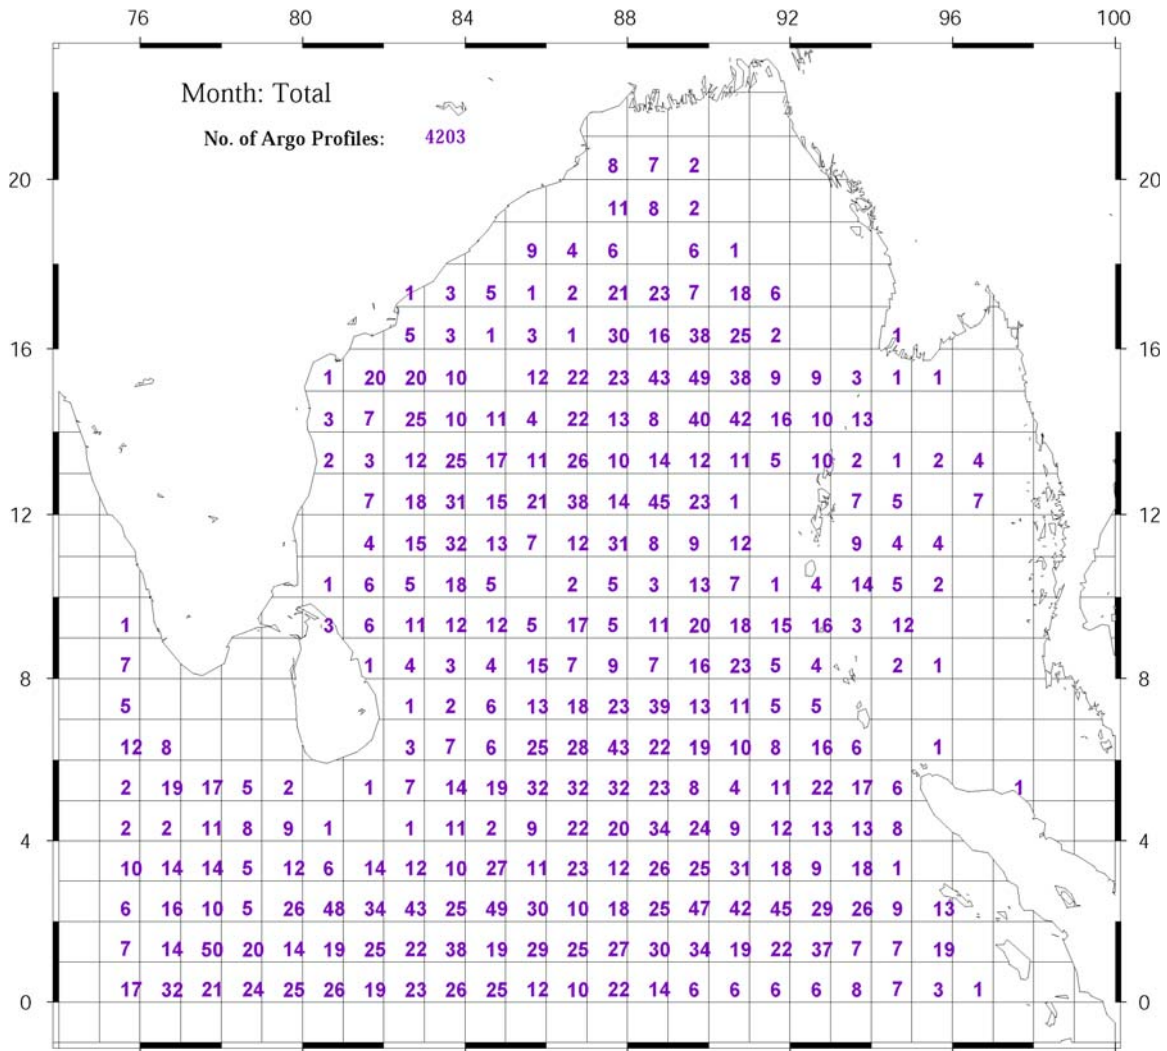 76 80 84 88 92 96 100
Month: Total
No. of Argo Profiles: 4203
8 7 2
20 20
11 8 2
9 4 6 6 1
1 3 5 1 2 21 23 7 18 6
5 3 1 3 1 30 16 38 25 2 1
16 16
1 20 20 10 12 22 23 43 49 38 9 9 3 1 1
3 7 25 10 11 4 22 13 8 40 42 16 10 13
2 3 12 25 17 11 26 10 14 12 11 5 10 2 1 2 4
7 18 31 15 21 38 14 45 23 1 7 5 7
12 12
4 15 32 13 7 12 31 8 9 12 9 4 4
1 6 5 18 5 2 5 3 13 7 1 4 14 5 2
1 3 6 11 12 12 5 17 5 11 20 18 15 16 3 12
7 1 4 3 4 15 7 9 7 16 23 5 4 2 1
8 8
5 1 2 6 13 18 23 39 13 11 5 5
12 8 3 7 6 25 28 43 22 19 10 8 16 6 1
2 19 17 5 2 1 7 14 19 32 32 32 23 8 4 11 22 17 6 1
2 2 11 8 9 1 1 11 2 9 22 20 34 24 9 12 13 13 8
4 4
10 14 14 5 12 6 14 12 10 27 11 23 12 26 25 31 18 9 18 1
6 16 10 5 26 48 34 43 25 49 30 10 18 25 47 42 45 29 26 9 13
7 14 50 20 14 19 25 22 38 19 29 25 27 30 34 19 22 37 7 7 19
17 32 21 24 25 26 19 23 26 25 12 10 22 14 6 6 6 6 8 7 3 1
0 0